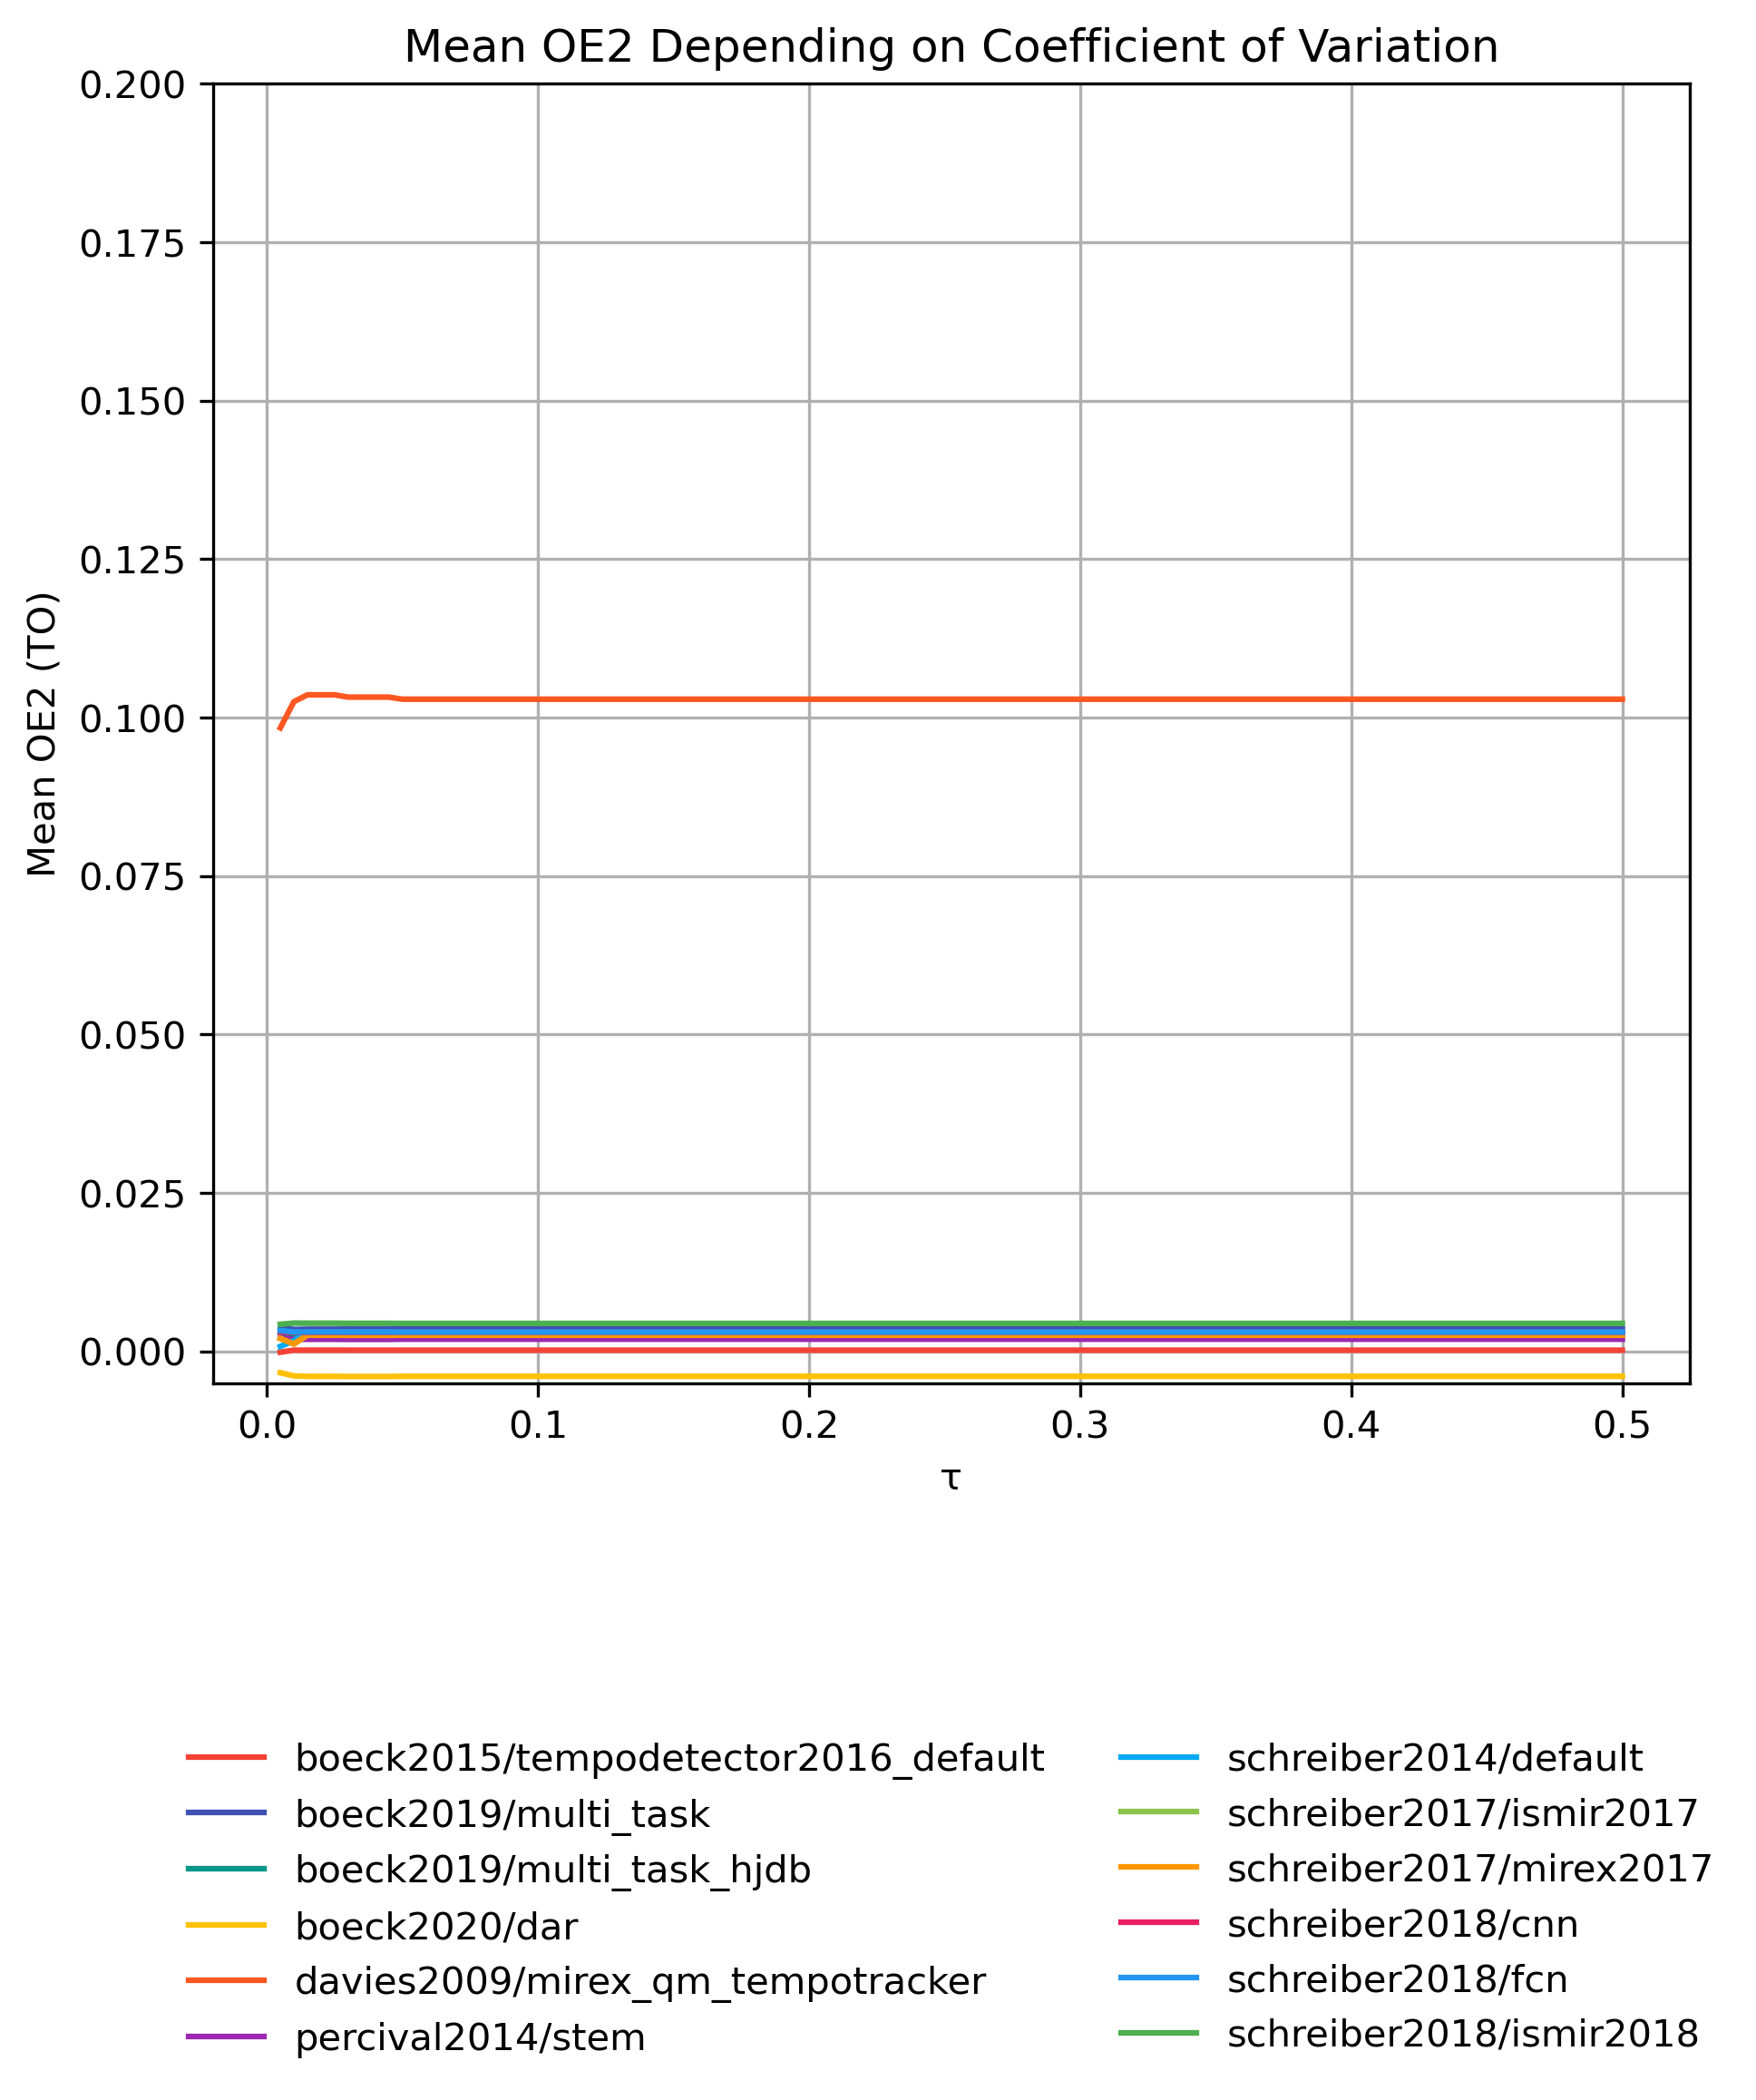 Mean OE2 Depending on Coefficient of Variation
0.200
0.175
0.150
0.125
0.100
0.075
0.050
0.025
0.000
Mean OE2 (TO)
0.0 0.1 0.2 0.3 0.4 0.5
τ
boeck2015/tempodetector2016_default
boeck2019/multi_task
boeck2019/multi_task_hjdb
boeck2020/dar
davies2009/mirex_qm_tempotracker
percival2014/stem
schreiber2014/default
schreiber2017/ismir2017
schreiber2017/mirex2017
schreiber2018/cnn
schreiber2018/fcn
schreiber2018/ismir2018